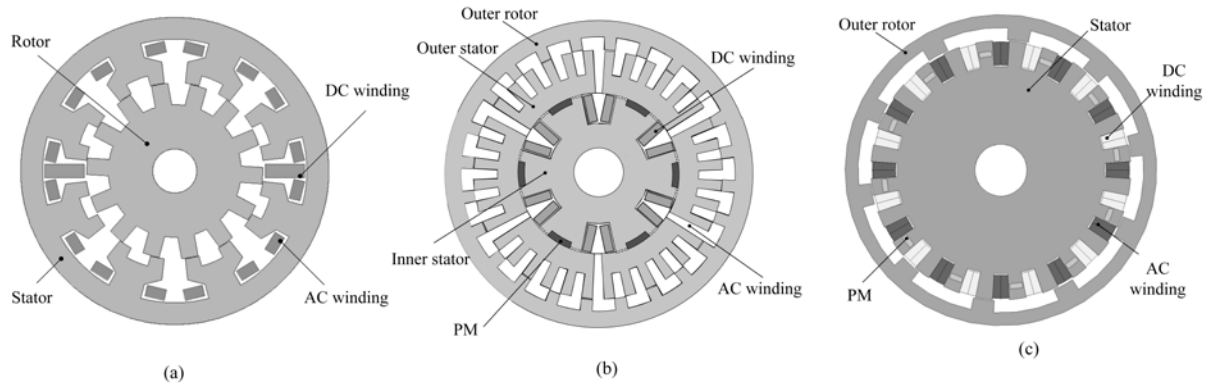 Rotor
DC winding
Stator
AC winding
(a)
Outer rotor
Outer stator
DC winding
Inner stator
PM
AC winding
(b)
Outer rotor
Stator
DC
winding
PM
AC
winding
(c)